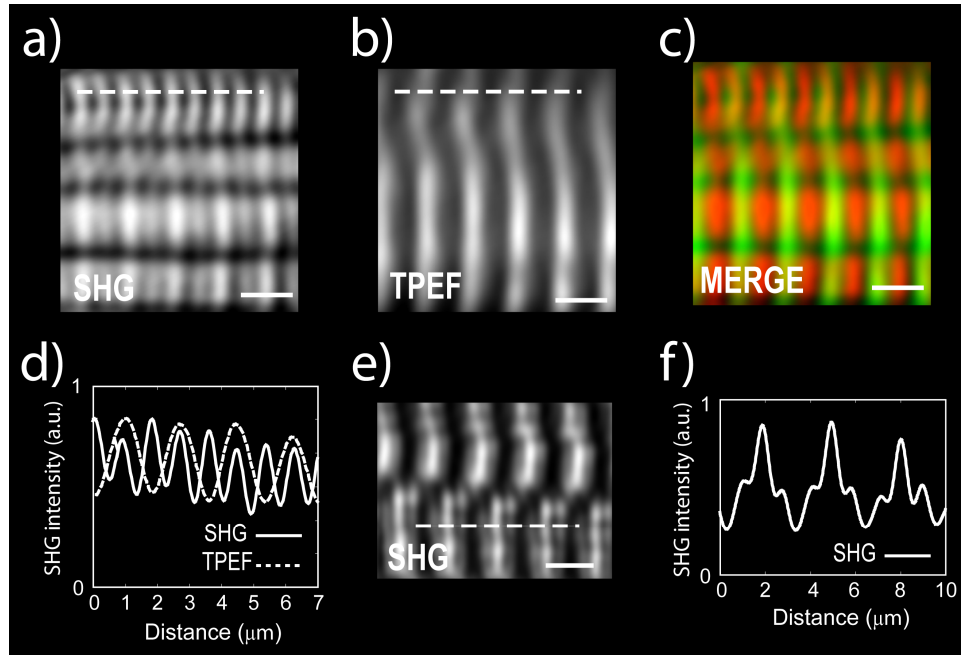 a)
b)
c)
SHG
TPEF
MERGE
d)
e)
f)
1
SHG intensity (a.u.)
SHG
TPEF
0
0 1 2 3 4 5 6 7
Distance (μm)
SHG
1
SHG intensity (a.u.)
SHG
0
0 2 4 6 8 10
Distance (μm)